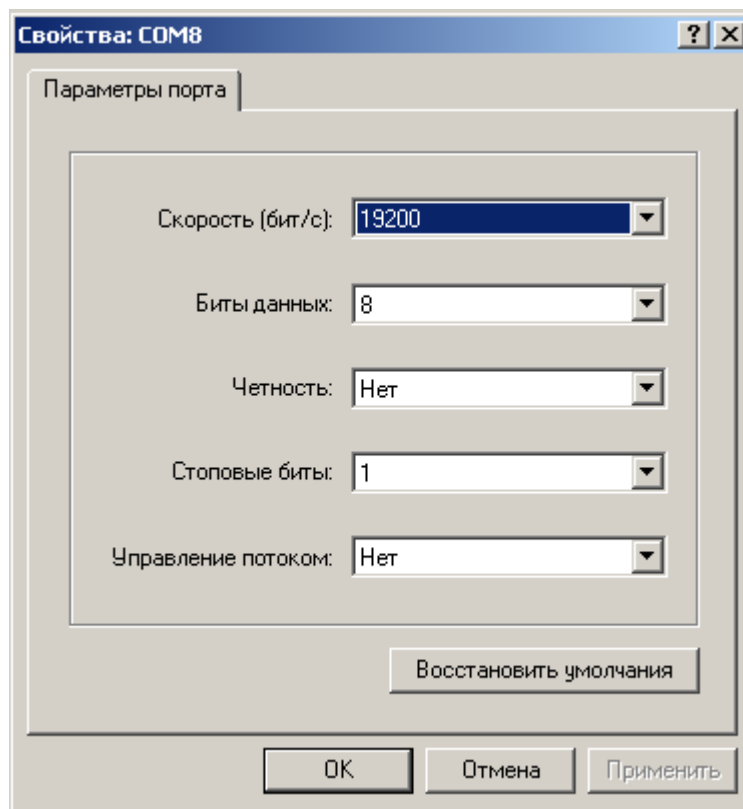 Свойства: COM8
Параметры порта
Скорость (бит/с): 19200
Биты данных: 8
Четность: Нет
Стоповые биты: 1
Управление потоком: Нет
Восстановить умолчания
OK Отмена Применить